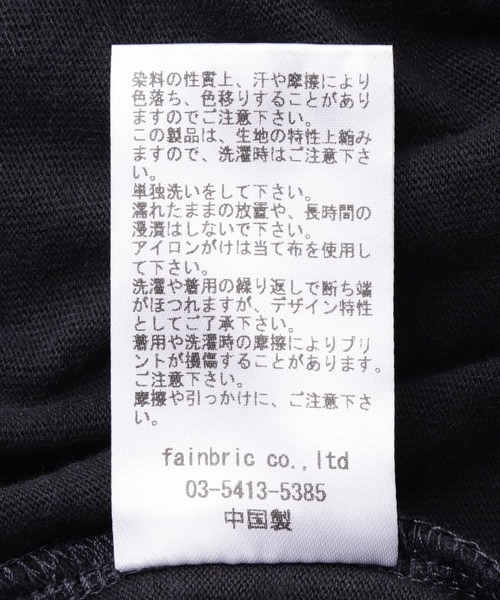 染料の性質上、汗や摩擦により
色落ち、色移りすることがあり
ますのでご注意下さい。
この製品は、生地の特性上縮み
ますので、洗濯時はご注意下さ
い。
単独洗いをして下さい。
濡れたままの放置や、長時間の
浸漬はしないで下さい。
アイロンがけは当て布を使用し
て下さい。
洗濯や着用の繰り返しで断ち端
がほつれますが、デザイン特性
としてご了承下さい。
着用や洗濯時の摩擦によりプリ
ントが損傷することがあります。
ご注意下さい。
摩擦や引っかけに、ご注意下さ
い。
fainbric co.,ltd
03-5413-5385
中国製